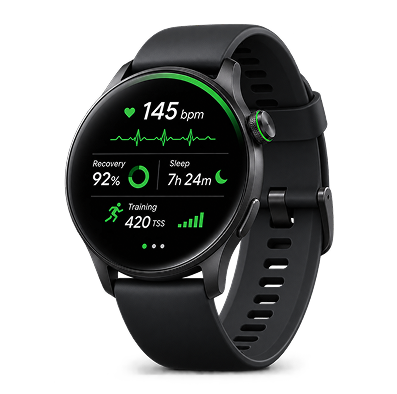 145 bpm
Recovery
92%
Sleep
7h 24m
Training
420 TSS